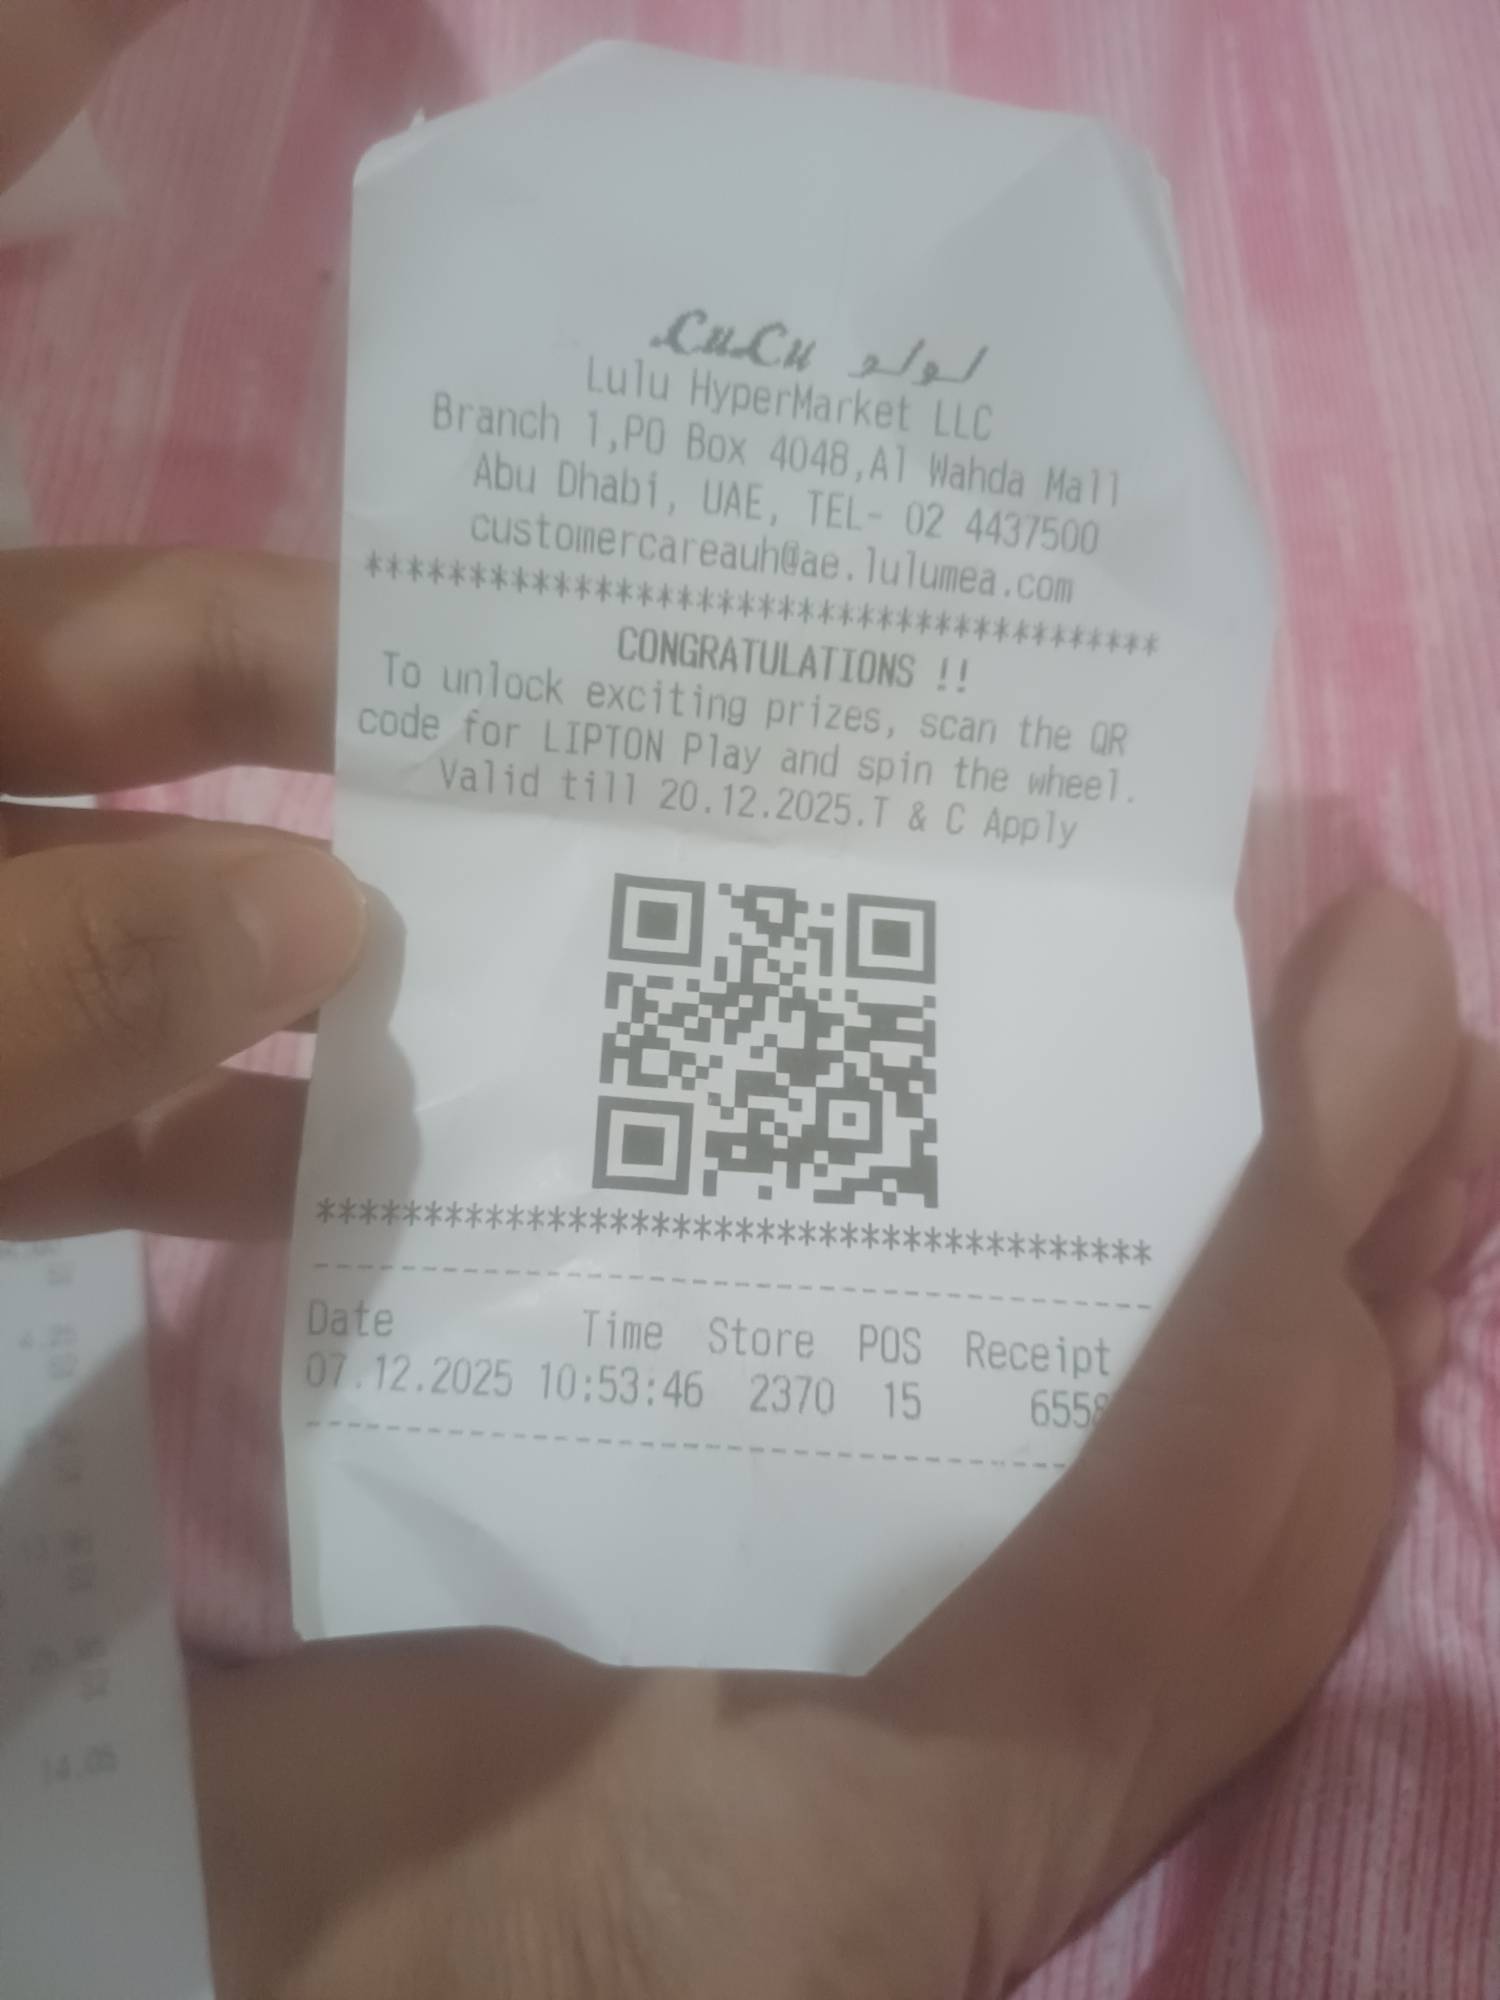 LuLu لولو
Lulu HyperMarket LLC
Branch 1,PO Box 4048,Al Wahda Mall
Abu Dhabi, UAE, TEL- 02 4437500
customercareauh@ae.lulumea.com
**************************************
CONGRATULATIONS !!
To unlock exciting prizes, scan the QR
code for LIPTON Play and spin the wheel.
Valid till 20.12.2025.T & C Apply
****************************************
Date Time Store POS Receipt
07.12.2025 10:53:46 2370 15 6558
14.05